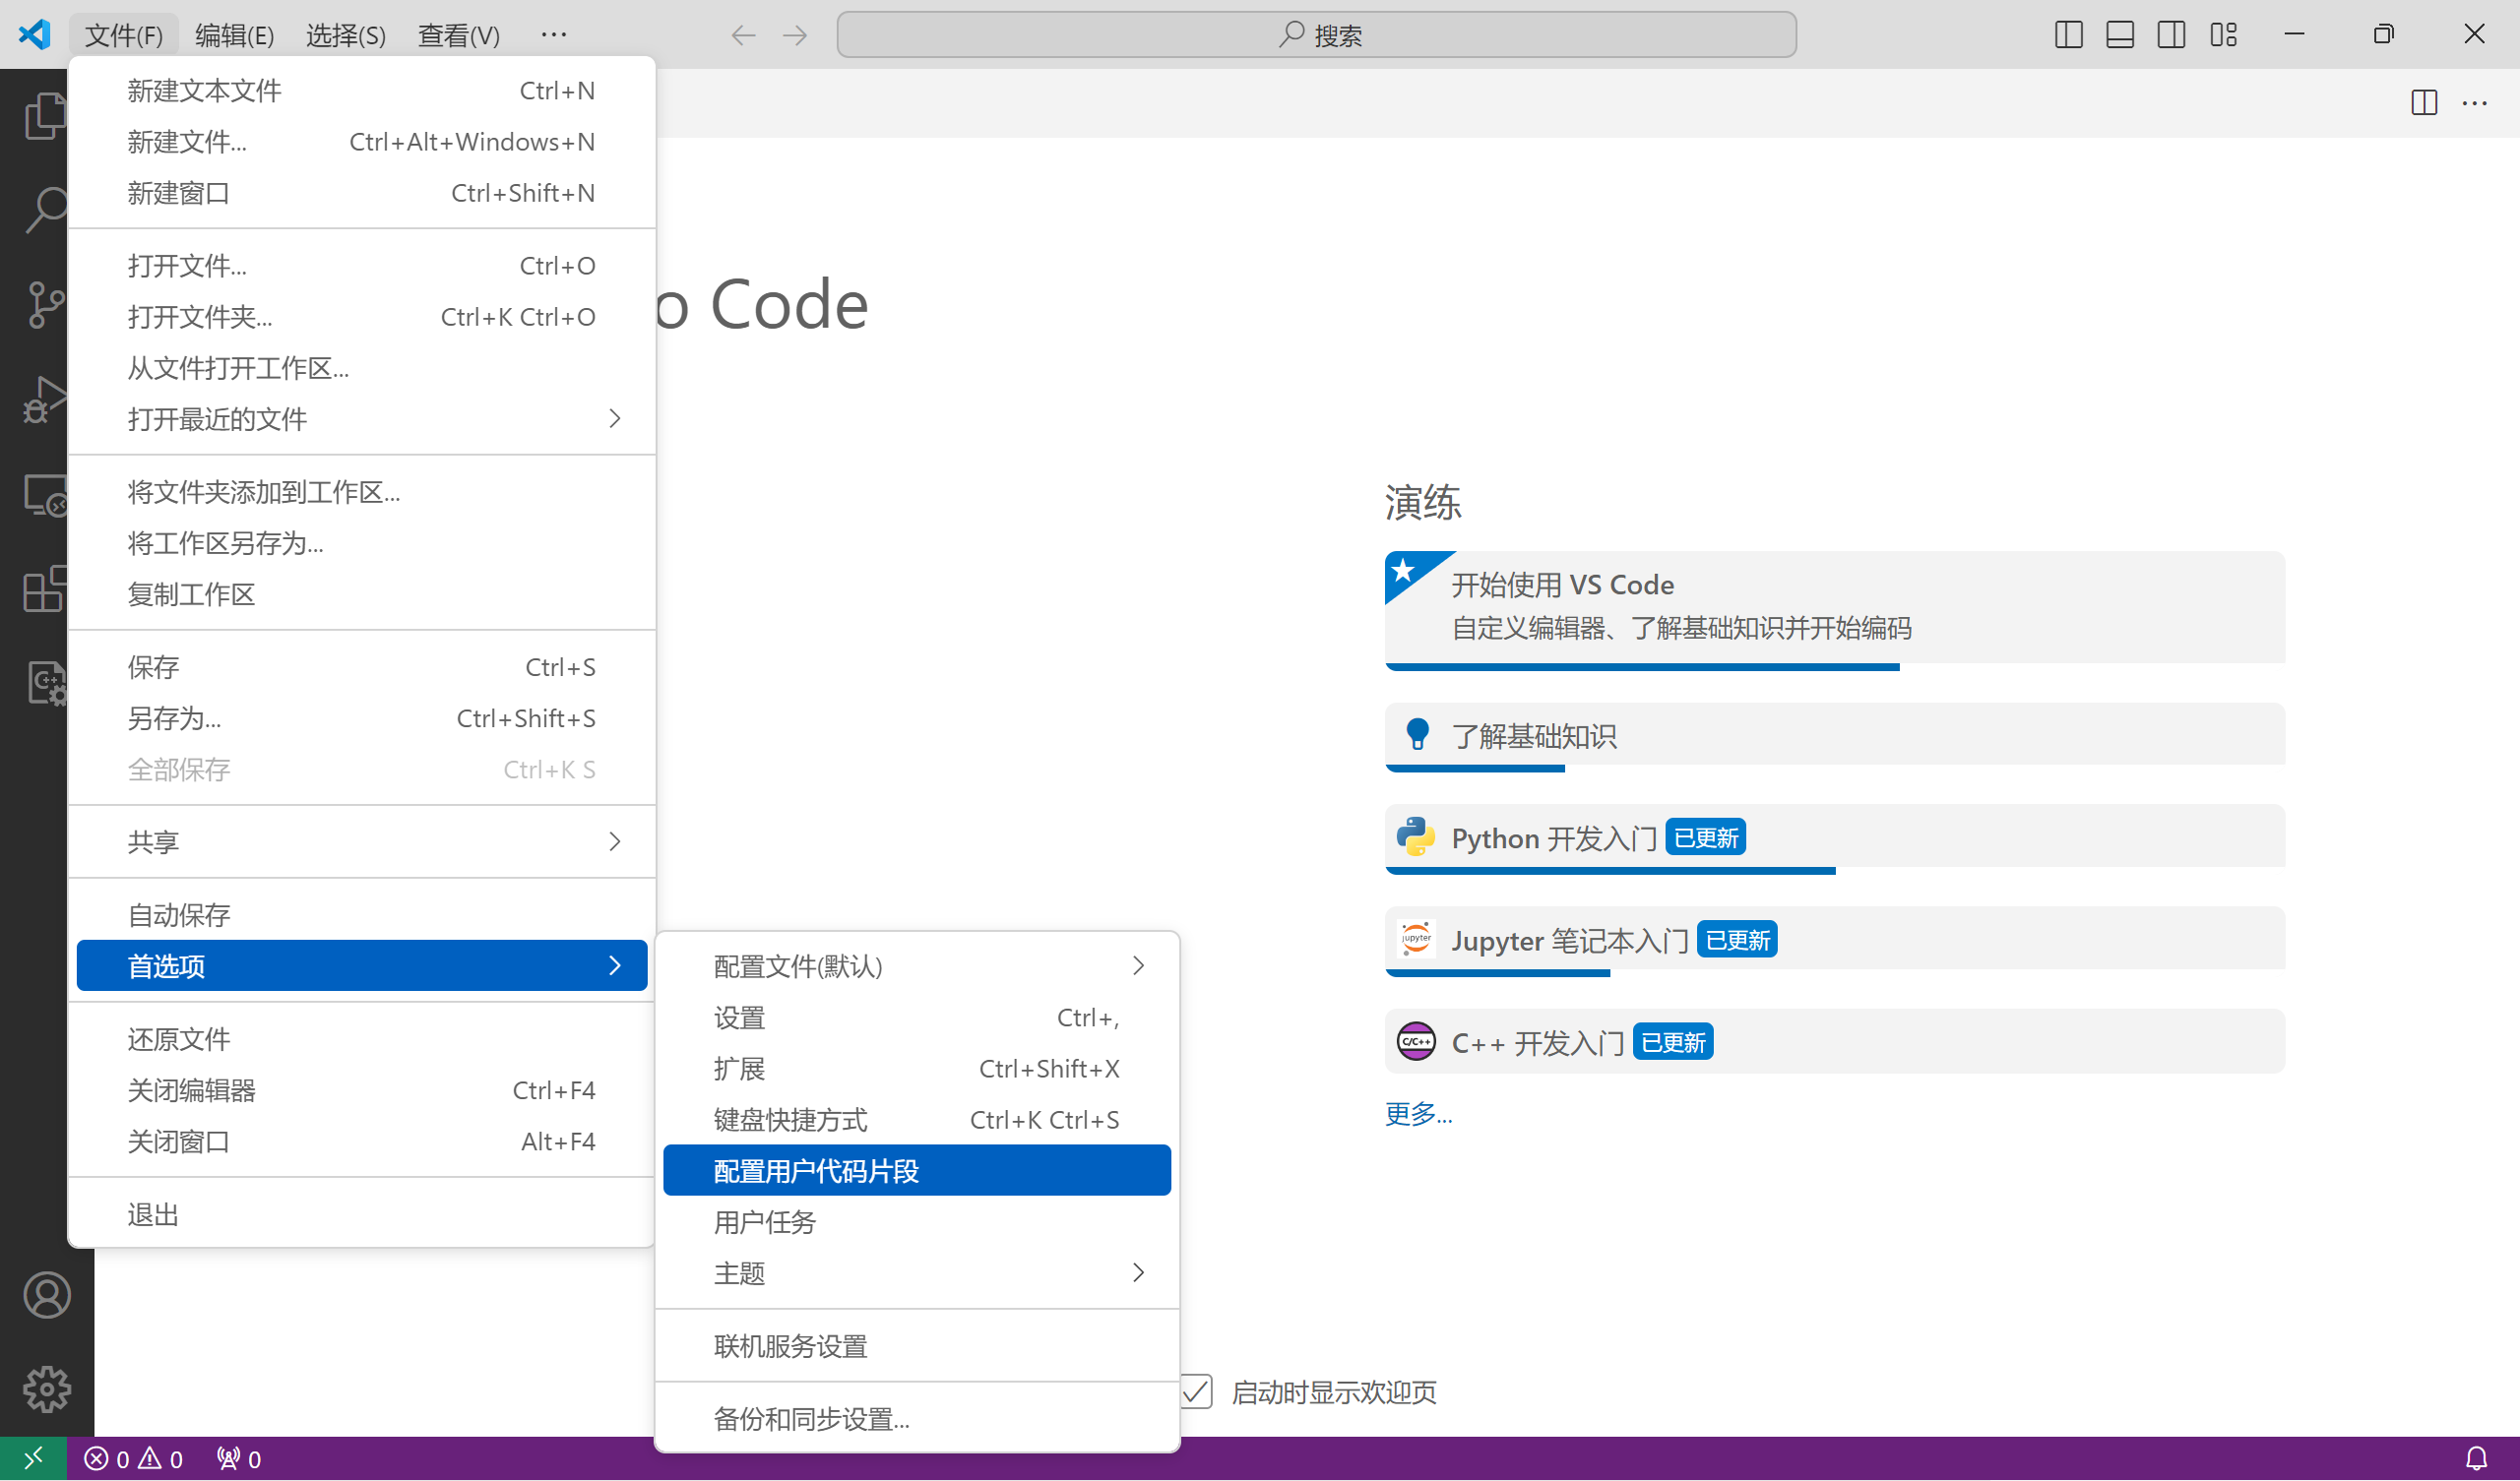 文件(F) 编辑(E) 选择(S) 查看(V) ··· 搜索
新建文本文件 Ctrl+N
新建文件... Ctrl+Alt+Windows+N
新建窗口 Ctrl+Shift+N
打开文件... Ctrl+O
打开文件夹... Ctrl+K Ctrl+O
从文件打开工作区...
打开最近的文件
将文件夹添加到工作区...
将工作区另存为...
复制工作区
保存 Ctrl+S
另存为... Ctrl+Shift+S
全部保存 Ctrl+K S
共享
自动保存
首选项
还原文件
关闭编辑器 Ctrl+F4
关闭窗口 Alt+F4
退出
配置文件(默认)
设置 Ctrl+,
扩展 Ctrl+Shift+X
键盘快捷方式 Ctrl+K Ctrl+S
配置用户代码片段
用户任务
主题
联机服务设置
备份和同步设置...
o Code
演练
开始使用 VS Code
自定义编辑器、了解基础知识并开始编码
了解基础知识
Python 开发入门 已更新
jupyter
Jupyter 笔记本入门 已更新
C/C++
C++ 开发入门 已更新
更多...
启动时显示欢迎页
C++
0 0 0